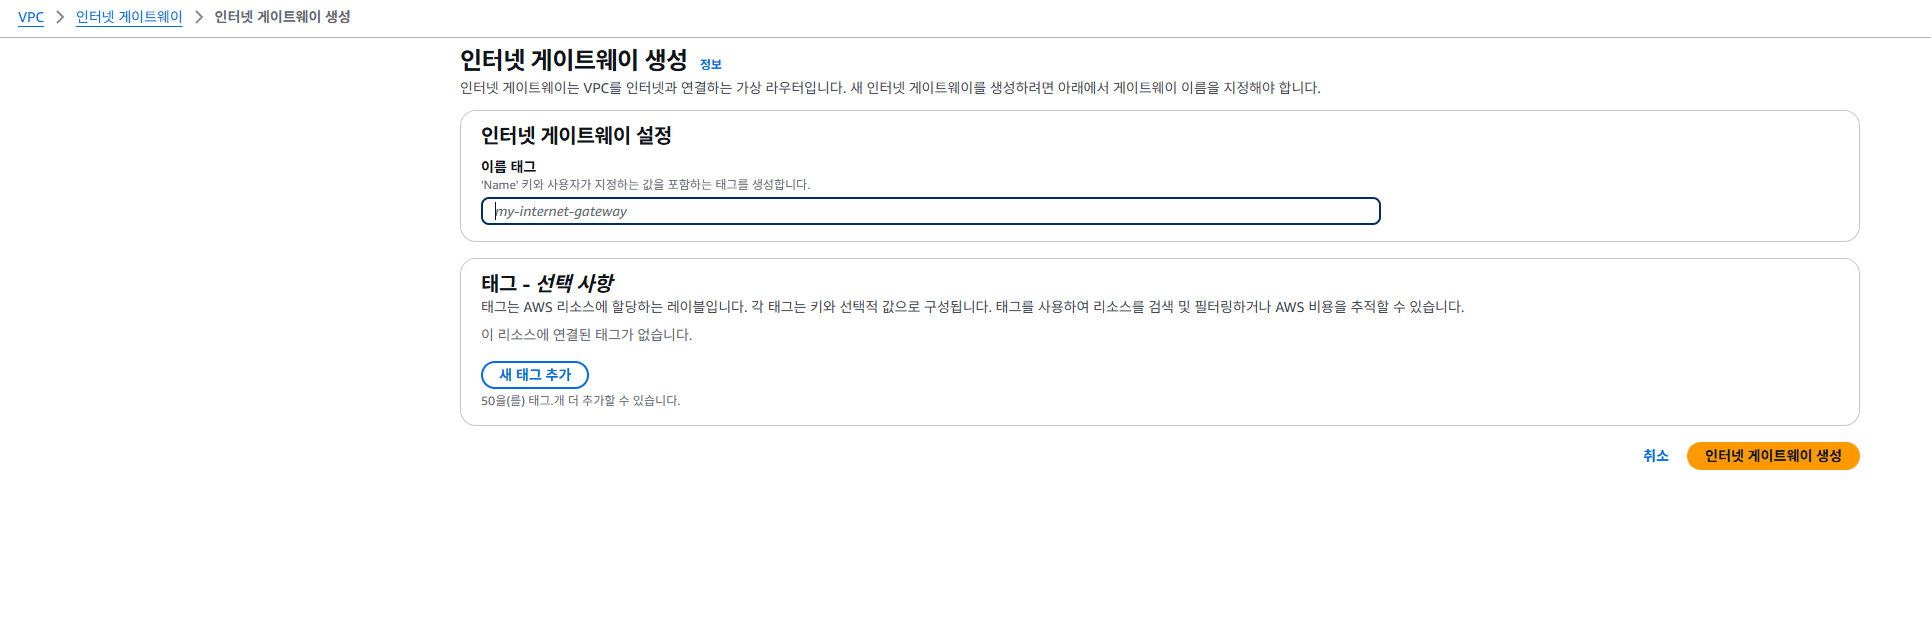 VPC > 인터넷 게이트웨이 > 인터넷 게이트웨이 생성
인터넷 게이트웨이 생성 정보
인터넷 게이트웨이는 VPC를 인터넷과 연결하는 가상 라우터입니다. 새 인터넷 게이트웨이를 생성하려면 아래에서 게이트웨이 이름을 지정해야 합니다.
인터넷 게이트웨이 설정
이름 태그
'Name' 키와 사용자가 지정하는 값을 포함하는 태그를 생성합니다.
my-internet-gateway
태그 - 선택 사항
태그는 AWS 리소스에 할당하는 레이블입니다. 각 태그는 키와 선택적 값으로 구성됩니다. 태그를 사용하여 리소스를 검색 및 필터링하거나 AWS 비용을 추적할 수 있습니다.
이 리소스에 연결된 태그가 없습니다.
새 태그 추가
50을(를) 태그.개 더 추가할 수 있습니다.
취소 인터넷 게이트웨이 생성